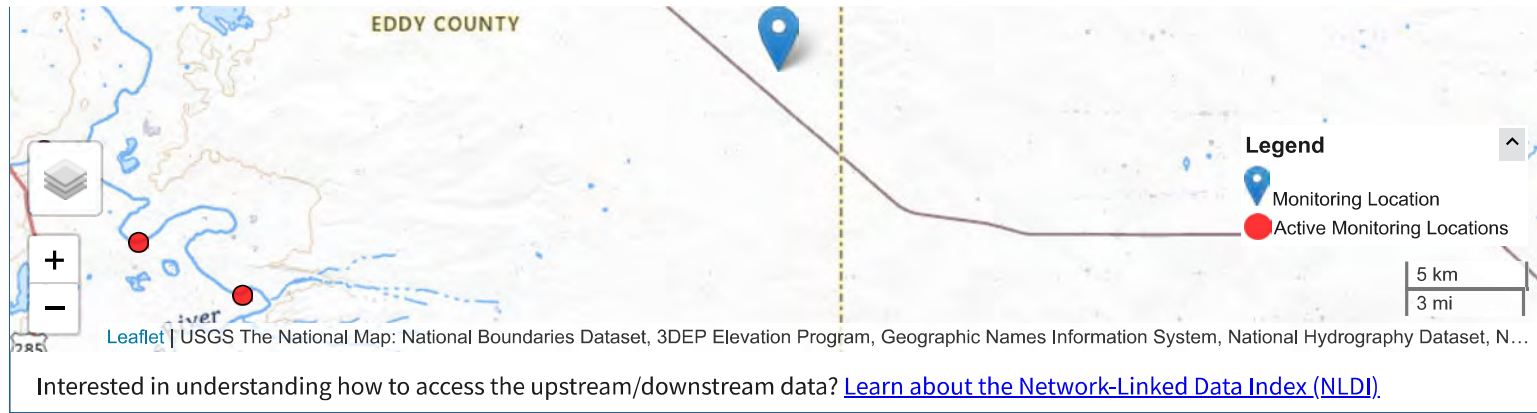 EDDY COUNTY
Legend
Monitoring Location
Active Monitoring Locations
+
−
5 km
3 mi
River
285
Leaflet | USGS The National Map: National Boundaries Dataset, 3DEP Elevation Program, Geographic Names Information System, National Hydrography Dataset, N…
Interested in understanding how to access the upstream/downstream data? Learn about the Network-Linked Data Index (NLDI)